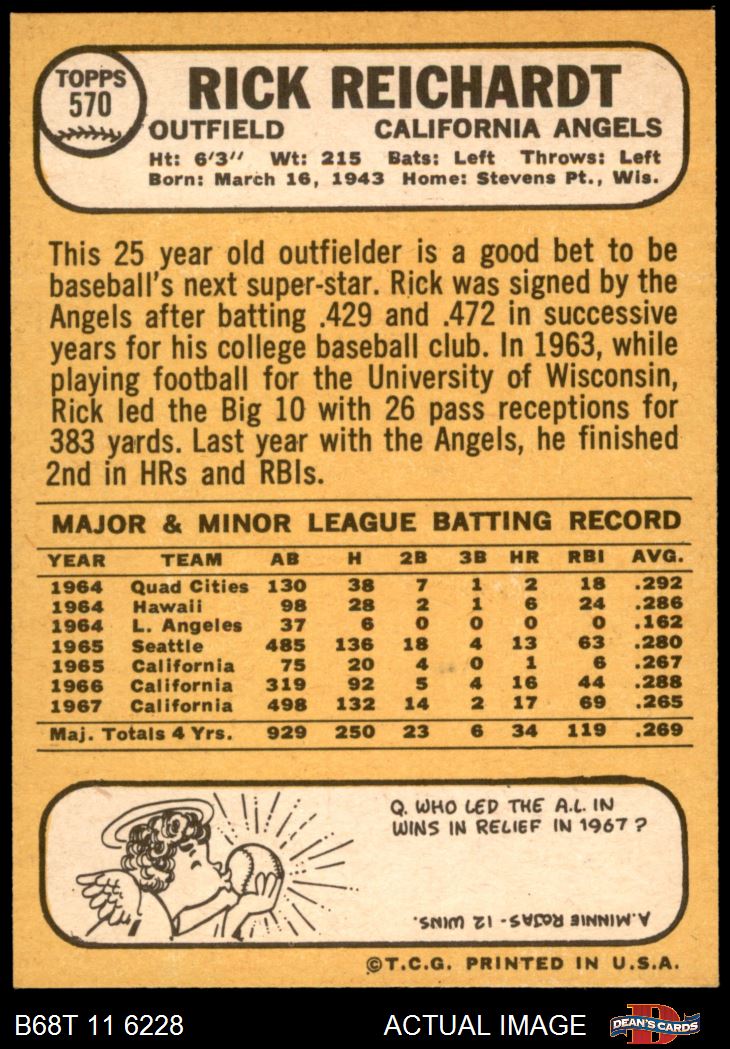 TOPPS
570
RICK REICHARDT
OUTFIELD CALIFORNIA ANGELS
Ht: 6'3" Wt: 215 Bats: Left Throws: Left
Born: March 16, 1943 Home: Stevens Pt., Wis.
This 25 year old outfielder is a good bet to be
baseball's next super-star. Rick was signed by the
Angels after batting .429 and .472 in successive
years for his college baseball club. In 1963, while
playing football for the University of Wisconsin,
Rick led the Big 10 with 26 pass receptions for
383 yards. Last year with the Angels, he finished
2nd in HRs and RBIs.
MAJOR & MINOR LEAGUE BATTING RECORD
YEAR TEAM AB H 2B 3B HR RBI AVG.
1964 Quad Cities 130 38 7 1 2 18 .292
1964 Hawaii 98 28 2 1 6 24 .286
1964 L. Angeles 37 6 0 0 0 0 .162
1965 Seattle 485 136 18 4 13 63 .280
1965 California 75 20 4 0 1 6 .267
1966 California 319 92 5 4 16 44 .288
1967 California 498 132 14 2 17 69 .265
Maj. Totals 4 Yrs. 929 250 23 6 34 119 .269
Q. WHO LED THE A.L. IN
WINS IN RELIEF IN 1967?
A. MINNIE ROJAS - 12 WINS.
©T.C.G. PRINTED IN U.S.A.
B68T 11 6228 ACTUAL IMAGE
DEAN'S CARDS